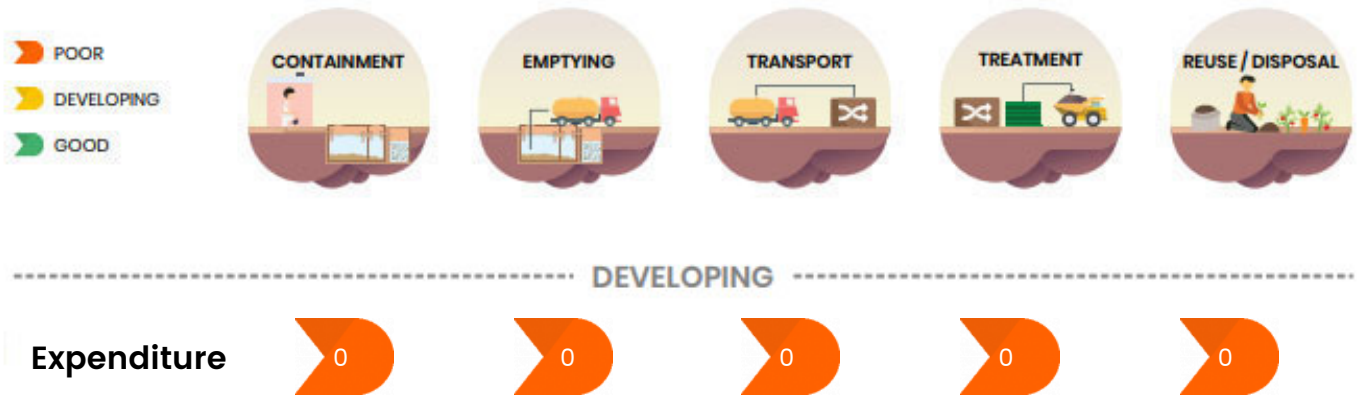 POOR
DEVELOPING
GOOD
CONTAINMENT
EMPTYING
TRANSPORT
TREATMENT
REUSE / DISPOSAL
DEVELOPING
Expenditure 0 0 0 0 0